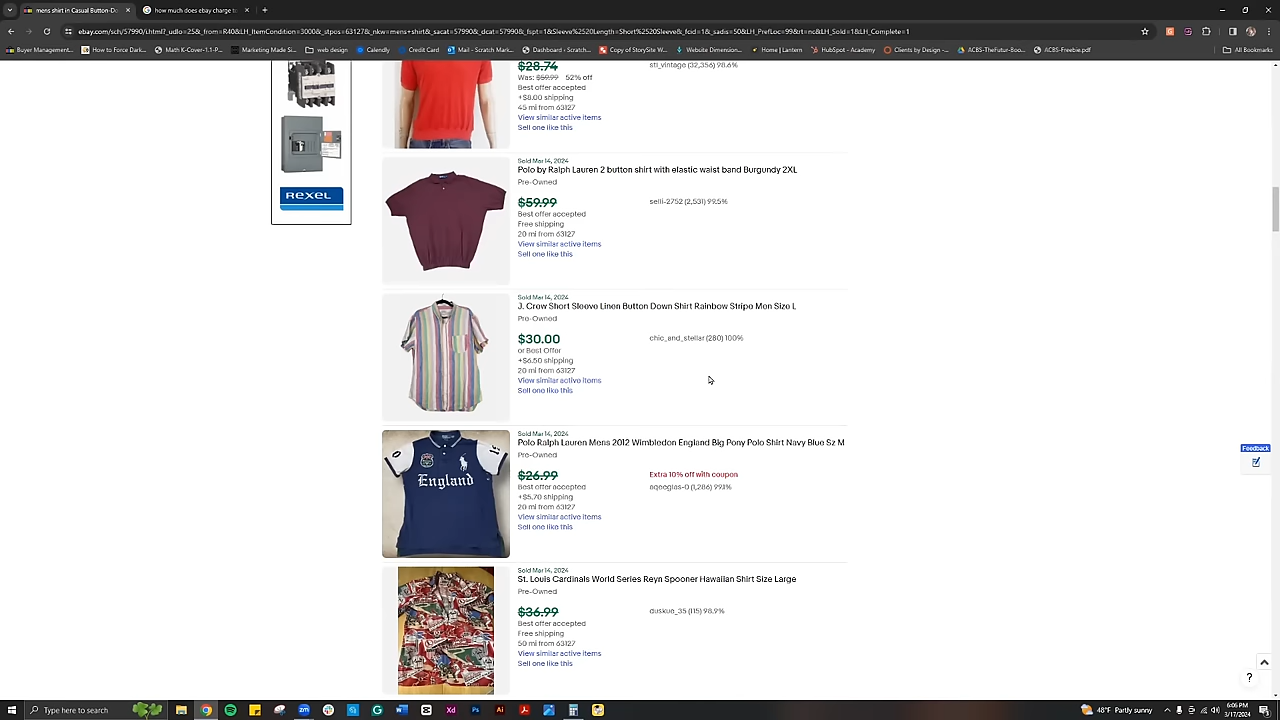 mens shirt in Casual Button-Do
how much does ebay charge to
ebay.com/sch/57990/i.html?_udlo=25&_from=R40&LH_ItemCondition=3000&_stpos=63127&_nkw=mens+shirt&_sacat=57990&_dcat=57990&_fspt=1&Sleeve%2520Length=Short%2520Sleeve&_fcid=1&_sadis=50&LH_PrefLoc=99&rt=nc&LH_Sold=1&LH_Complete=1
Buyer Management... How to Force Dark... Math K-Cover-1.1-P... Marketing Made Si... My Drive - Google... Calendly Credit Card Mail - Scratch Mark... Dashboard ‹ Scratch... Copy of StorySite W... Website Dimension... Home | Lantern HubSpot - Academy Clients by Design -... ACBS-TheFutur-Boo... ACBS-Freebie.pdf All Bookmarks
REXEL
$28.74
stl_vintage (32,356) 98.6%
Was: $59.99 52% off
Best offer accepted
+$8.00 shipping
45 mi from 63127
View similar active items
Sell one like this
Sold Mar 14, 2024
Polo by Ralph Lauren 2 button shirt with elastic waist band Burgundy 2XL
Pre-Owned
$59.99
selli-2752 (2,531) 99.5%
Best offer accepted
Free shipping
20 mi from 63127
View similar active items
Sell one like this
Sold Mar 14, 2024
J. Crew Short Sleeve Linen Button Down Shirt Rainbow Stripe Men Size L
Pre-Owned
$30.00
chic_and_stellar (280) 100%
or Best Offer
+$6.50 shipping
20 mi from 63127
View similar active items
Sell one like this
England
Sold Mar 14, 2024
Polo Ralph Lauren Mens 2012 Wimbledon England Big Pony Polo Shirt Navy Blue Sz M
Pre-Owned
$26.99
Extra 10% off with coupon
Best offer accepted
+$5.70 shipping
20 mi from 63127
View similar active items
Sell one like this
Sold Mar 14, 2024
St. Louis Cardinals World Series Reyn Spooner Hawaiian Shirt Size Large
Pre-Owned
$36.99
duskue_35 (115) 98.9%
Best offer accepted
Free shipping
50 mi from 63127
View similar active items
Sell one like this
Feedback
?
Type here to search
48°F Partly sunny
6:05 PM
3/17/2024